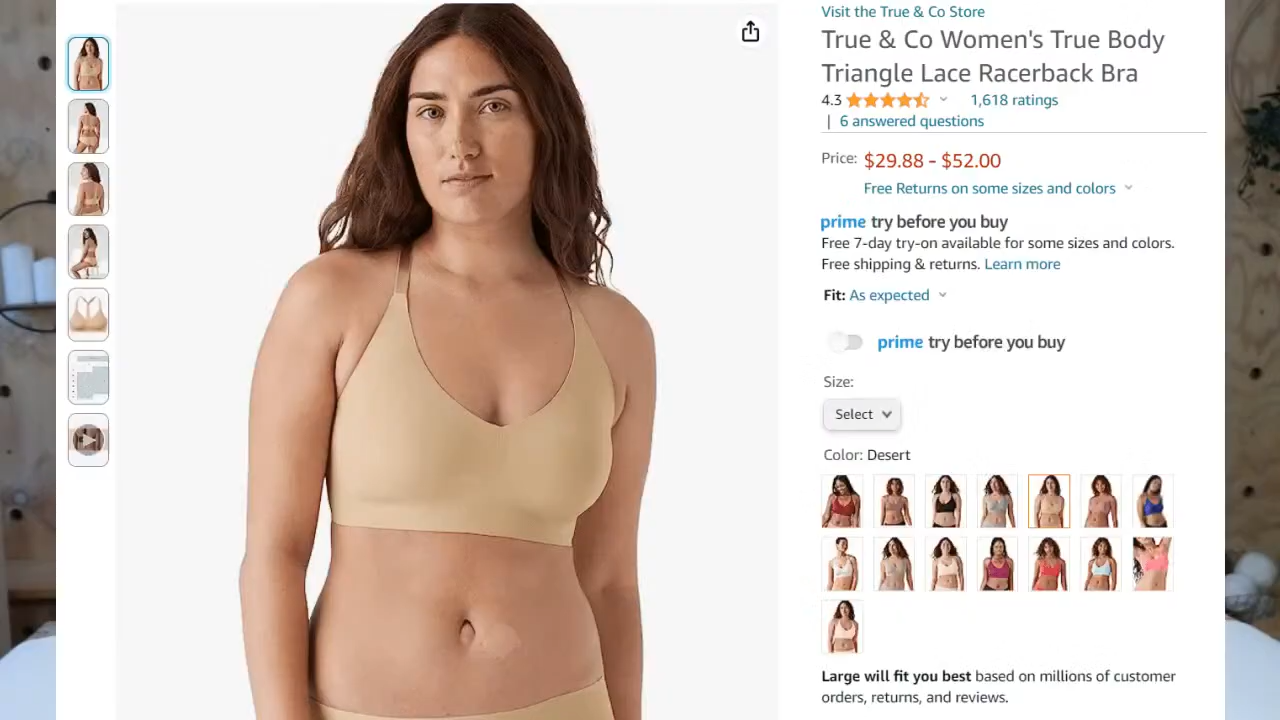 Visit the True & Co Store
True & Co Women's True Body
Triangle Lace Racerback Bra
4.3 1,618 ratings
| 6 answered questions
Price: $29.88 - $52.00
Free Returns on some sizes and colors
prime try before you buy
Free 7-day try-on available for some sizes and colors.
Free shipping & returns. Learn more
Fit: As expected
prime try before you buy
Size:
Select
Color: Desert
Large will fit you best based on millions of customer
orders, returns, and reviews.